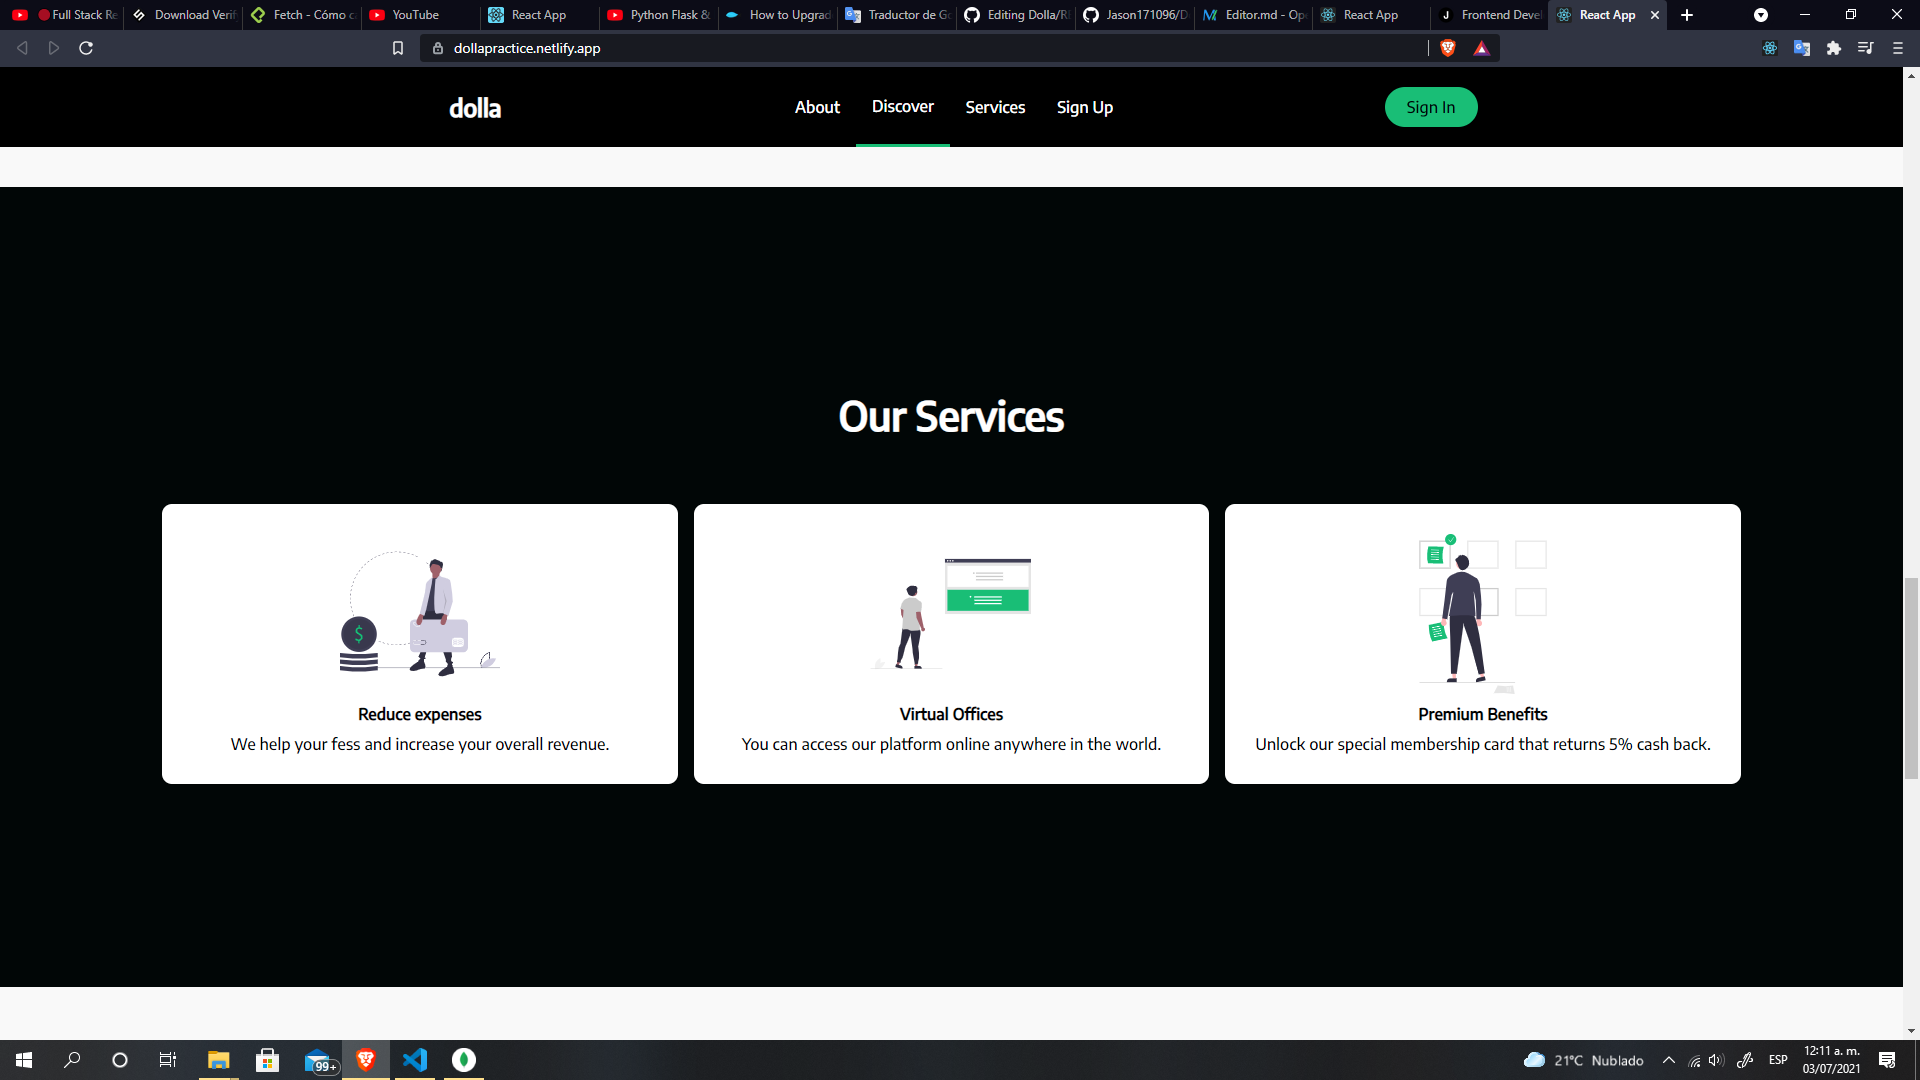 Full Stack Re
Download Verif
Fetch - Cómo c
YouTube
React App
Python Flask &
How to Upgrad
Traductor de Go
Editing Dolla/R
Jason171096/D
Editor.md - Ope
React App
Frontend Devel
React App
dollapractice.netlify.app
dolla
About
Discover
Services
Sign Up
Sign In
Our Services
Reduce expenses
We help your fess and increase your overall revenue.
Virtual Offices
You can access our platform online anywhere in the world.
Premium Benefits
Unlock our special membership card that returns 5% cash back.
99+
21°C Nublado
ESP
12:11 a. m.
03/07/2021